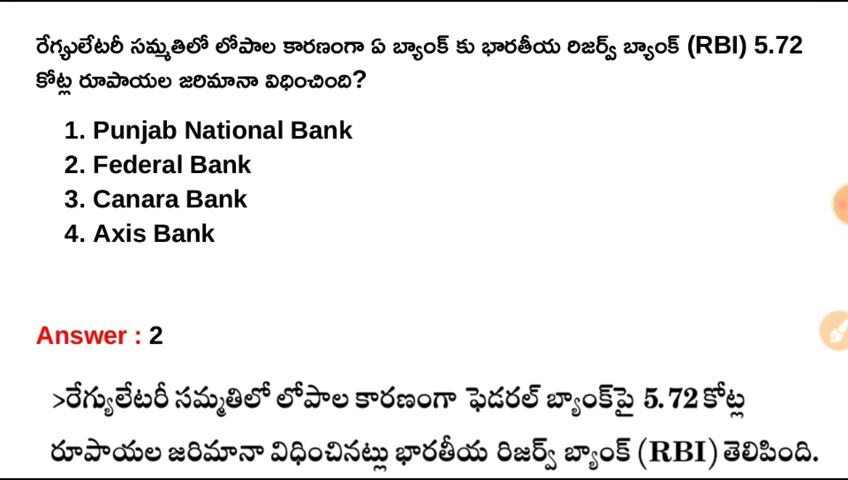 రేగ్యులేటరీ సమ్మతిలో లోపాల కారణంగా ఏ బ్యాంక్ కు భారతీయ రిజర్వ్ బ్యాంక్ (RBI) 5.72
కోట్ల రూపాయల జరిమానా విధించింది?
1. Punjab National Bank
2. Federal Bank
3. Canara Bank
4. Axis Bank
Answer : 2
>రేగ్యులేటరీ సమ్మతిలో లోపాల కారణంగా ఫెడరల్ బ్యాంక్‌పై 5.72 కోట్ల
రూపాయల జరిమానా విధించినట్లు భారతీయ రిజర్వ్ బ్యాంక్ (RBI) తెలిపింది.